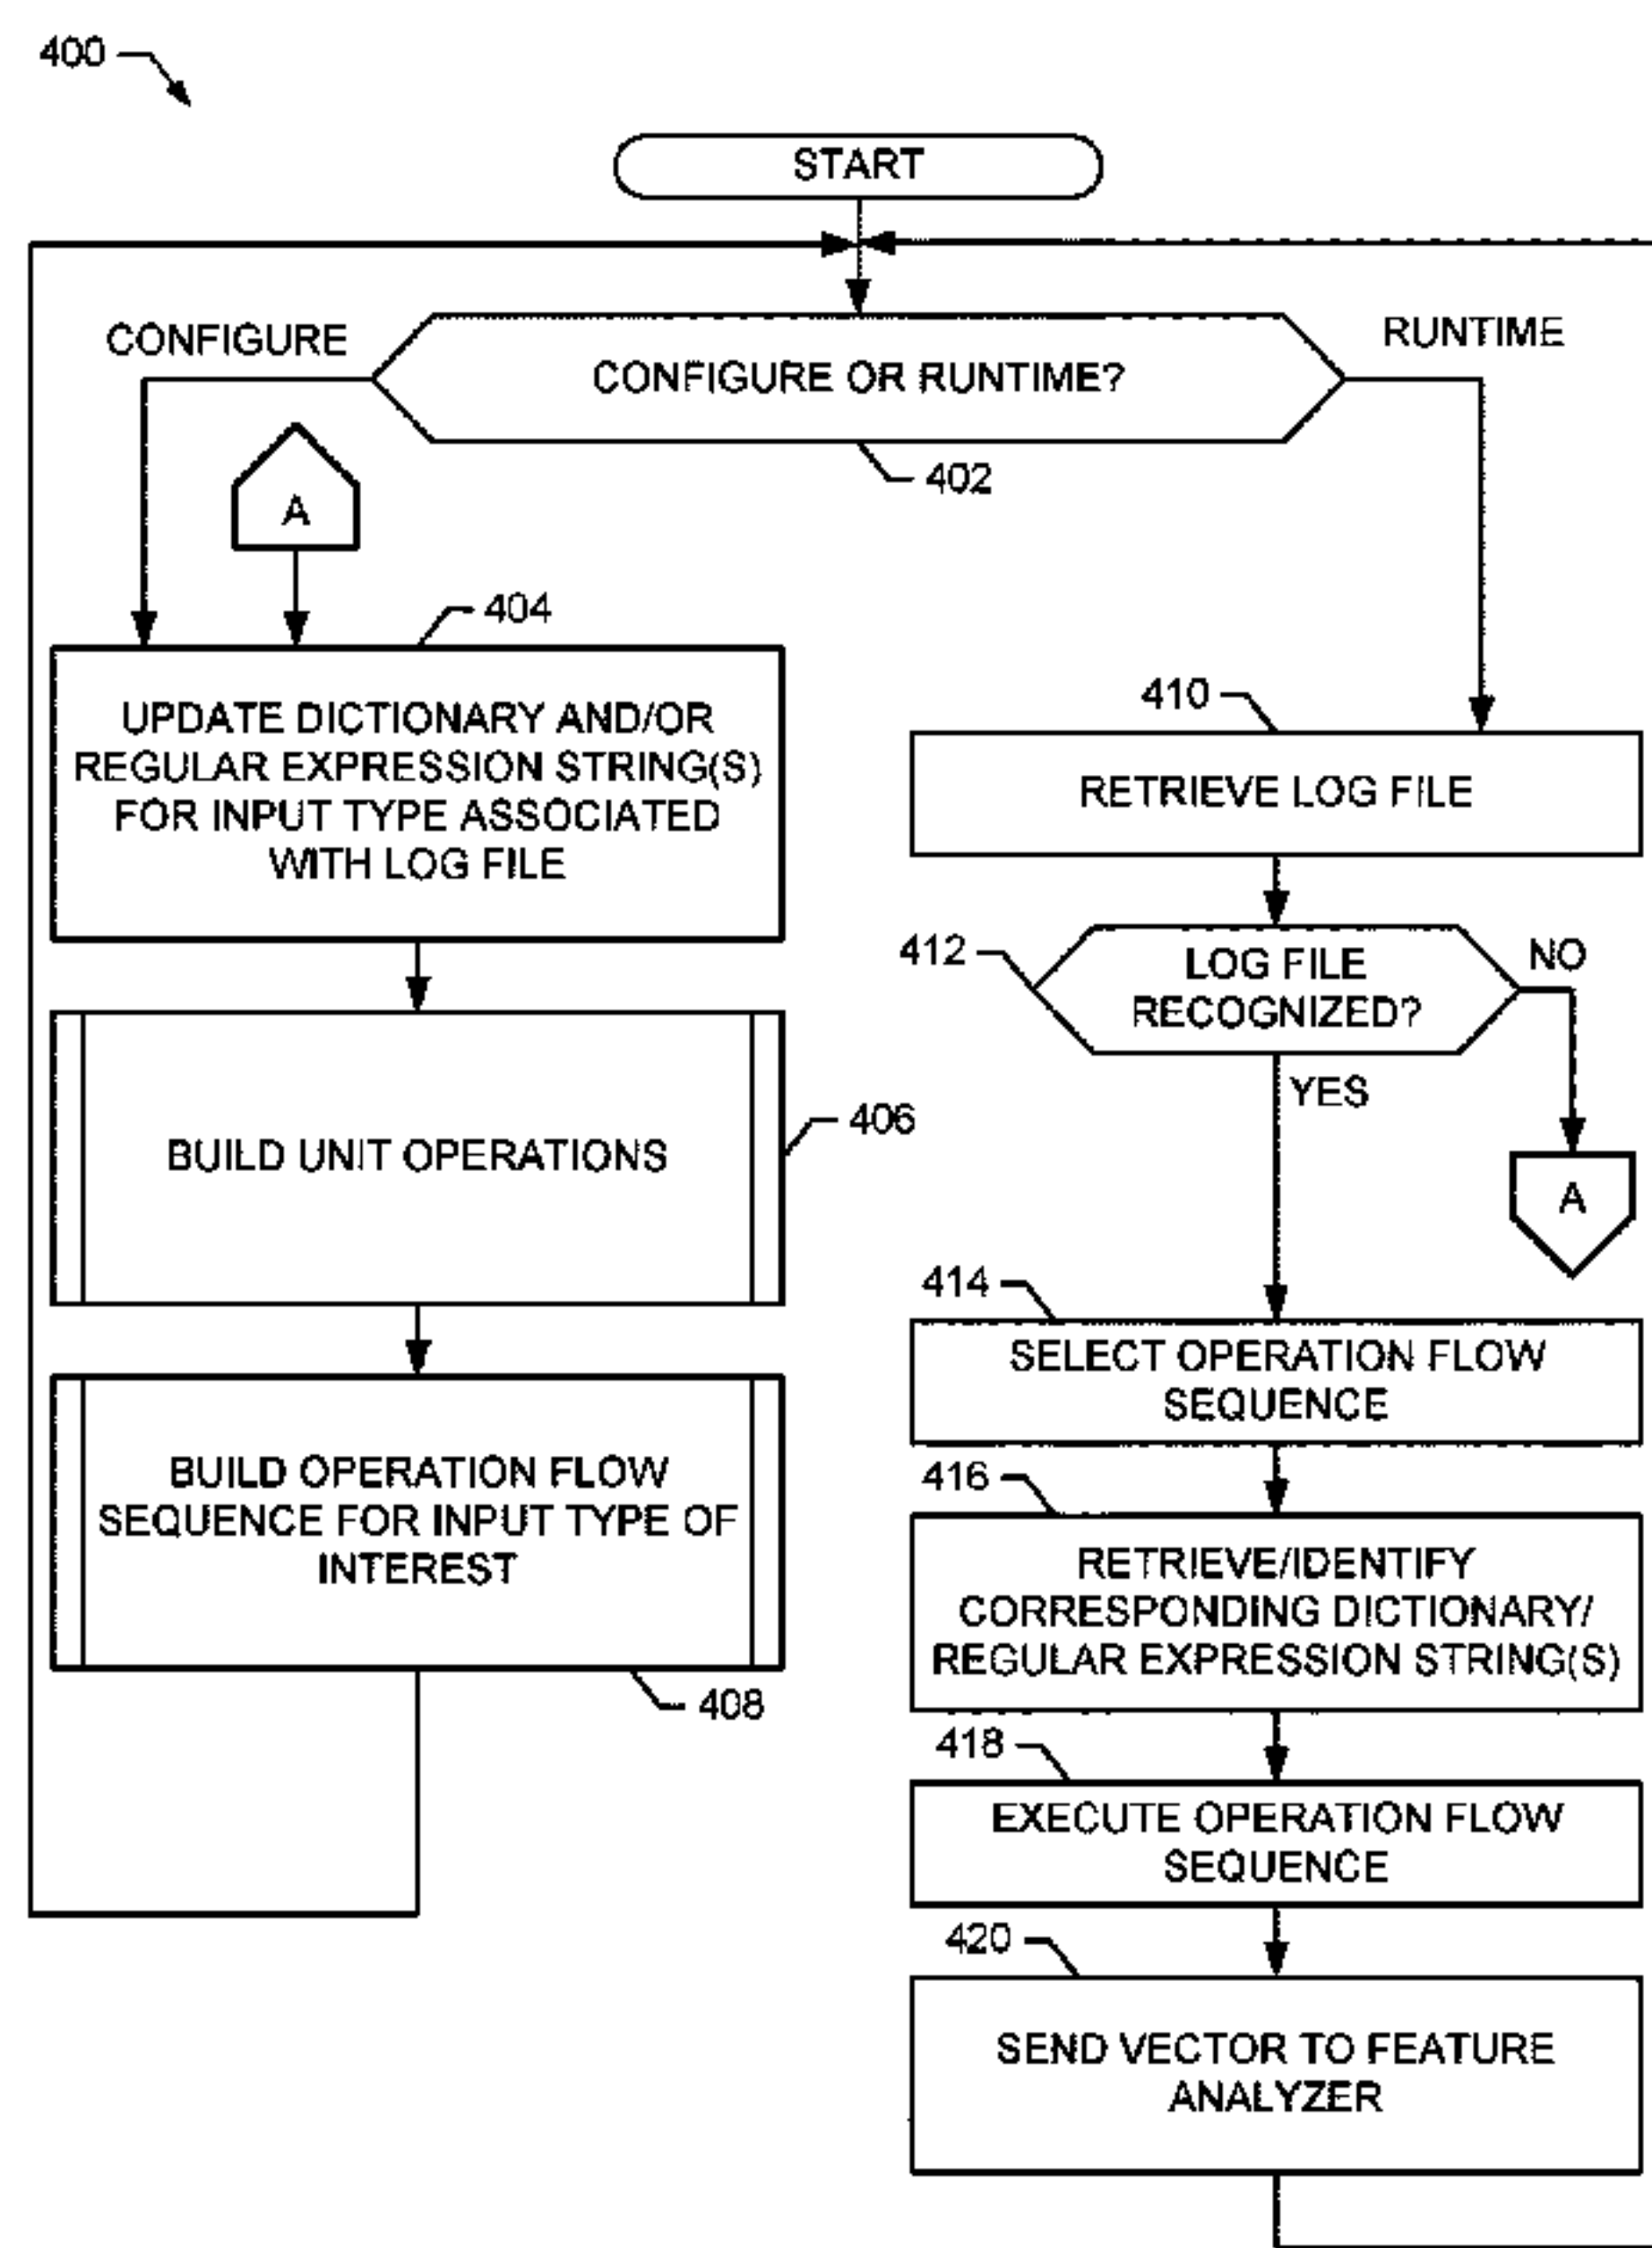 400
START
CONFIGURE
RUNTIME
CONFIGURE OR RUNTIME?
402
A
404
UPDATE DICTIONARY AND/OR
REGULAR EXPRESSION STRING(S)
FOR INPUT TYPE ASSOCIATED
WITH LOG FILE
406
BUILD UNIT OPERATIONS
BUILD OPERATION FLOW
SEQUENCE FOR INPUT TYPE OF
INTEREST
408
410
RETRIEVE LOG FILE
412
LOG FILE
RECOGNIZED?
NO
YES
A
414
SELECT OPERATION FLOW
SEQUENCE
416
RETRIEVE/IDENTIFY
CORRESPONDING DICTIONARY/
REGULAR EXPRESSION STRING(S)
418
EXECUTE OPERATION FLOW
SEQUENCE
420
SEND VECTOR TO FEATURE
ANALYZER